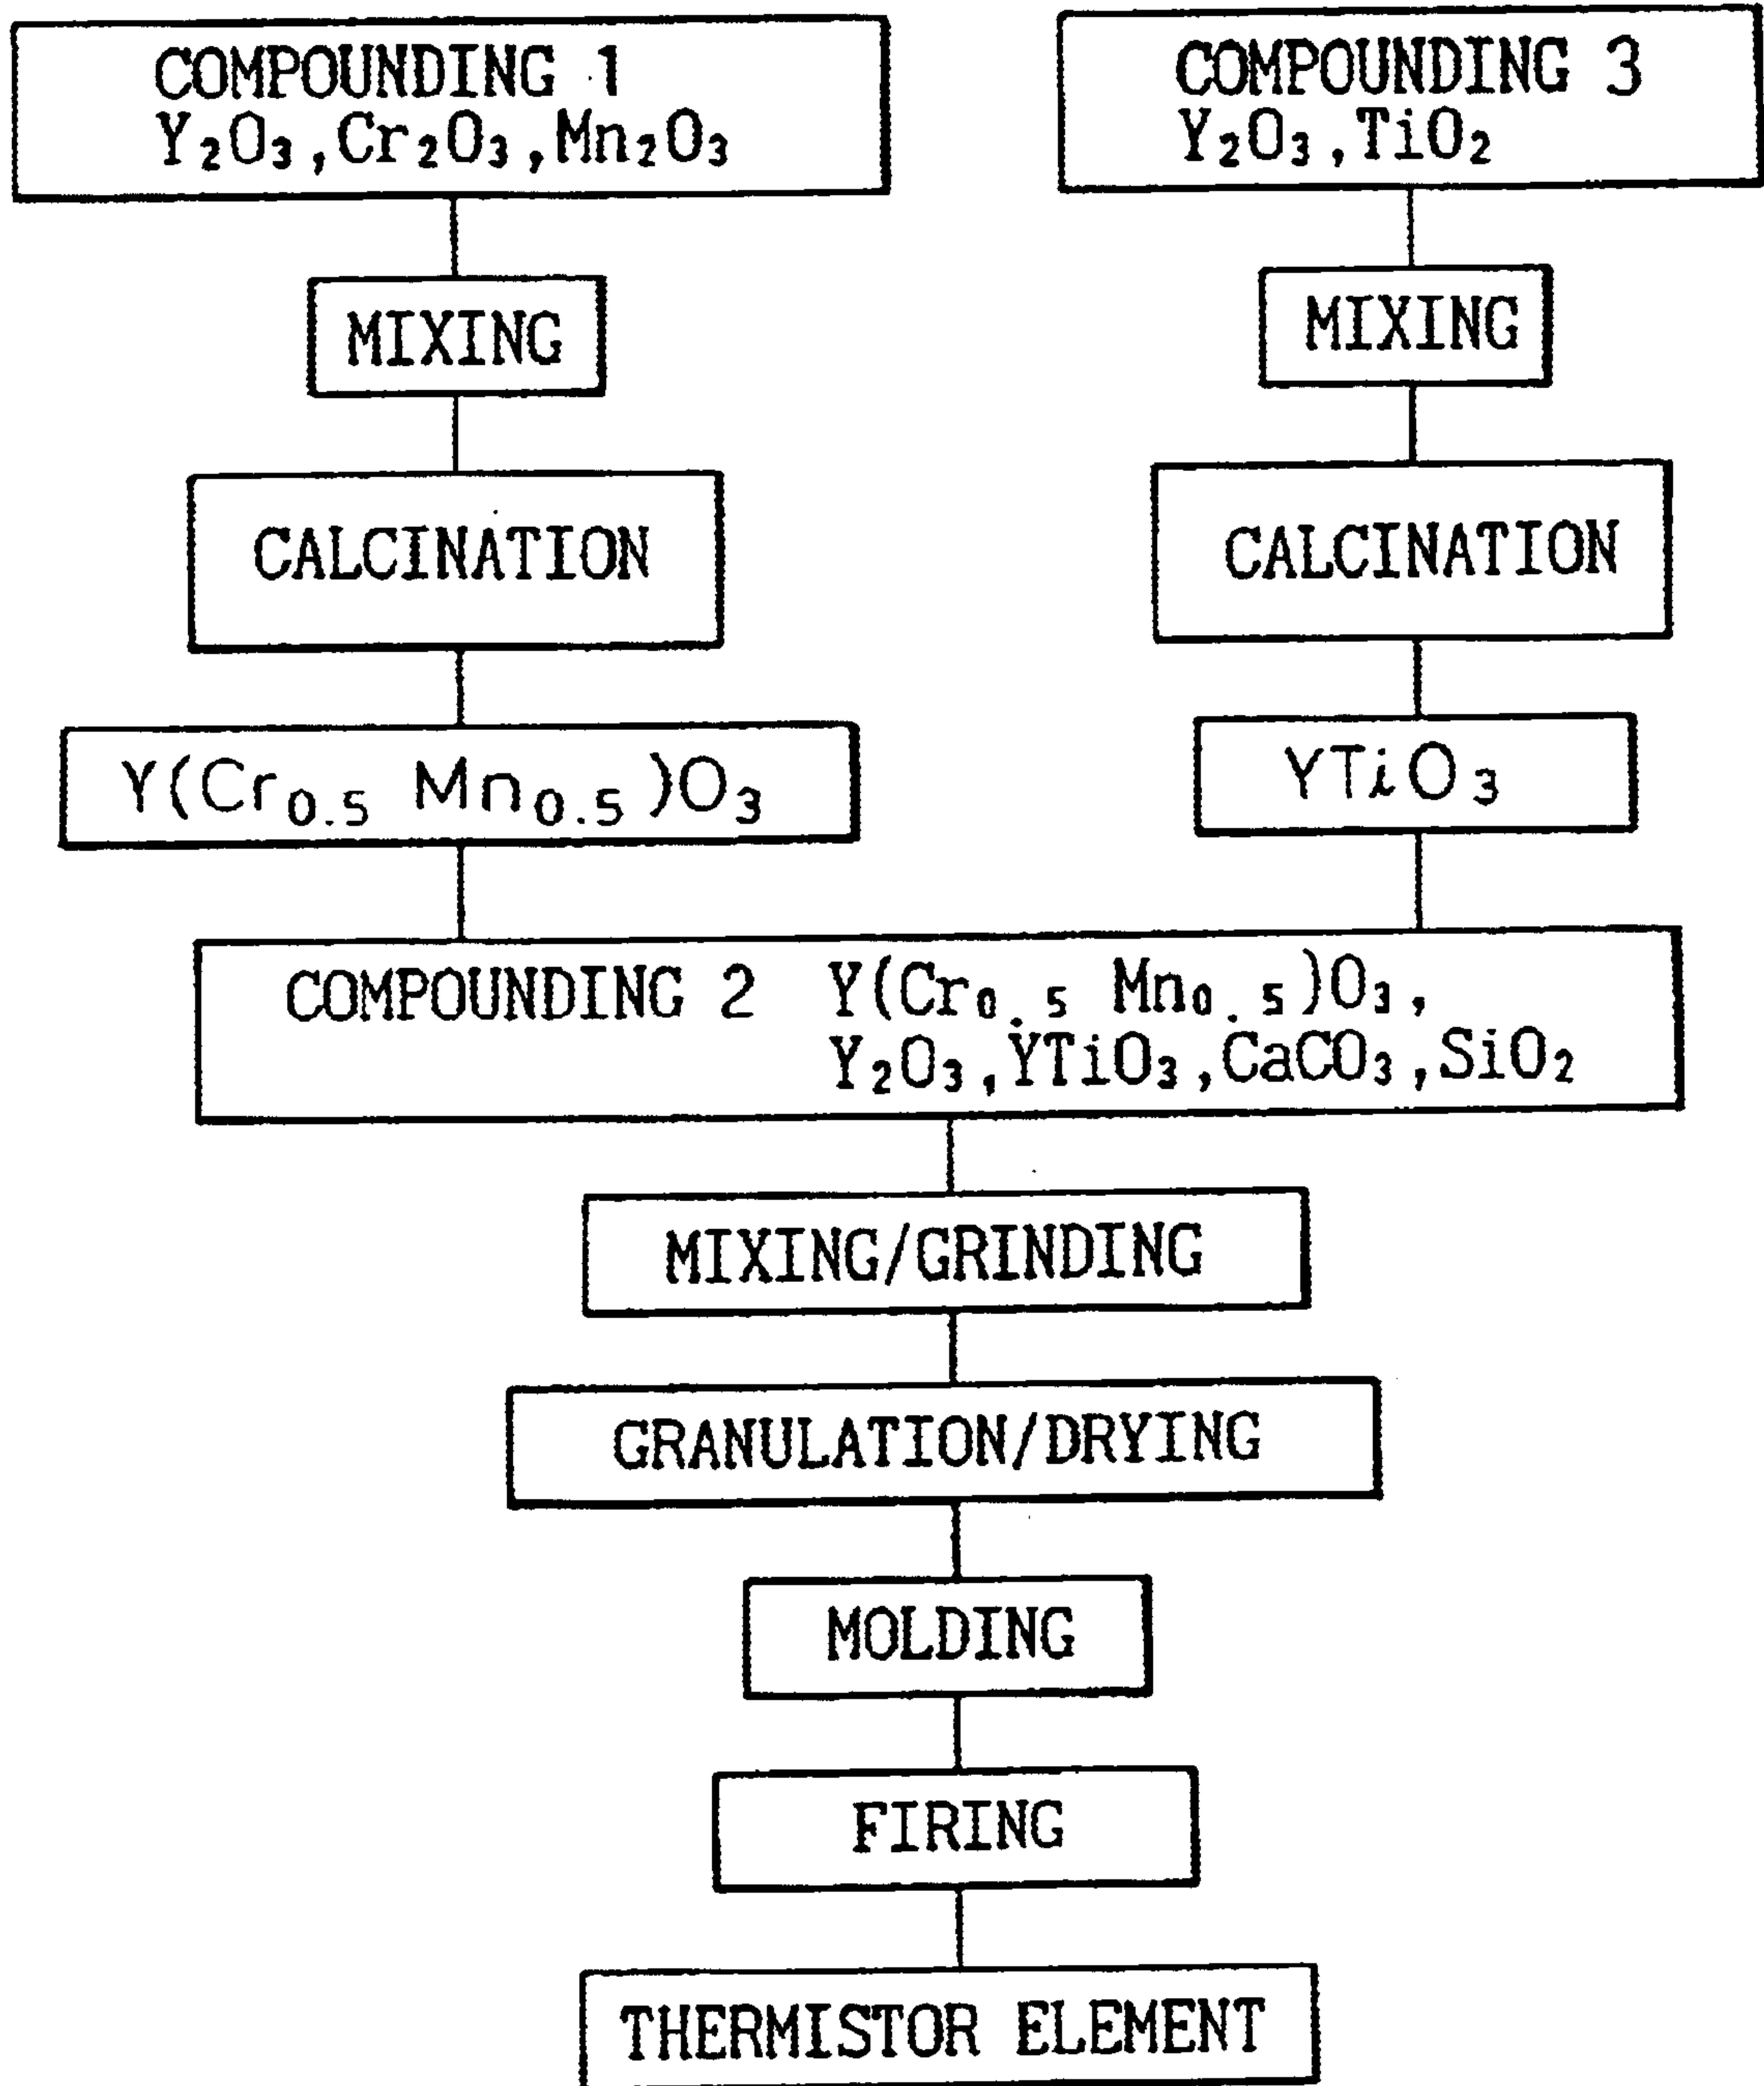 COMPOUNDING 1
Y₂O₃,Cr₂O₃,Mn₂O₃
MIXING
CALCINATION
Y(Cr₀.₅ Mn₀.₅)O₃
COMPOUNDING 3
Y₂O₃,TiO₂
MIXING
CALCINATION
YTiO₃
COMPOUNDING 2 Y(Cr₀.₅ Mn₀.₅)O₃,
Y₂O₃,YTiO₃,CaCO₃,SiO₂
MIXING/GRINDING
GRANULATION/DRYING
MOLDING
FIRING
THERMISTOR ELEMENT